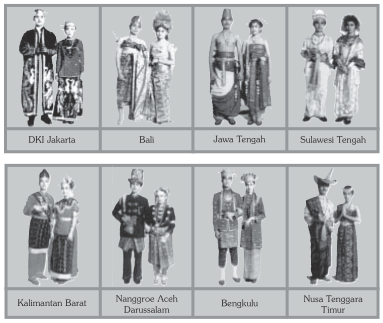 DKI Jakarta
Bali
Jawa Tengah
Sulawesi Tengah
Kalimantan Barat
Nanggroe Aceh
Darussalam
Bengkulu
Nusa Tenggara
Timur